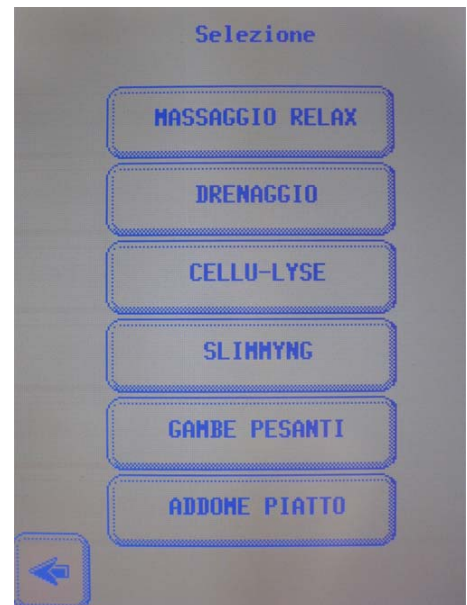 Selezione
MASSAGGIO RELAX
DRENAGGIO
CELLU-LYSE
SLIMMYNG
GAMBE PESANTI
ADDOME PIATTO